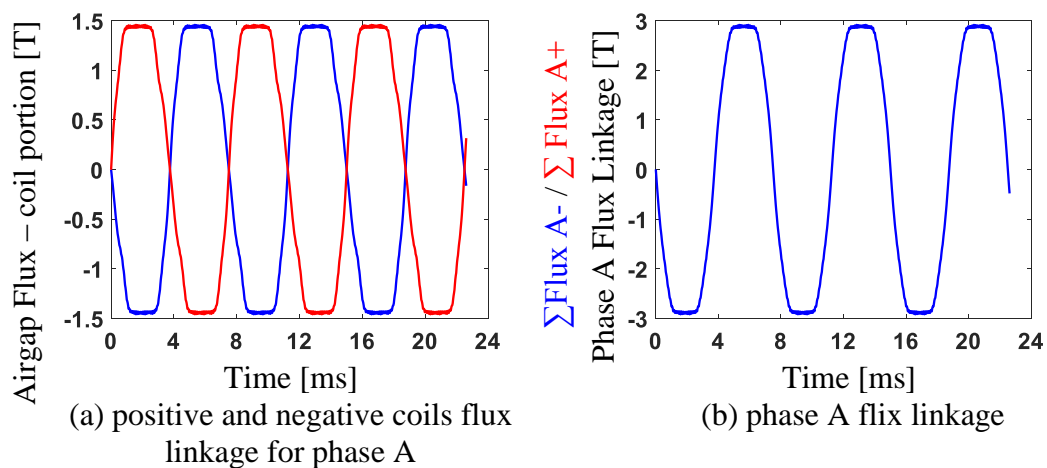 Airgap Flux – coil portion [T]
1.5
1
0.5
0
-0.5
-1
-1.5
0 4 8 12 16 20 24
Time [ms]
(a) positive and negative coils flux
linkage for phase A
∑Flux A- / ∑ Flux A+
Phase A Flux Linkage [T]
3
2
1
0
-1
-2
-3
0 4 8 12 16 20 24
Time [ms]
(b) phase A flix linkage